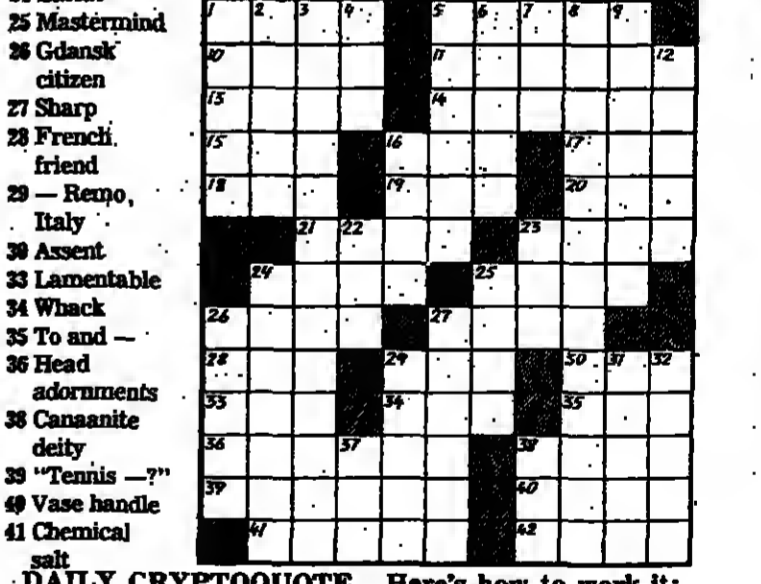 25 Mastermind
26 Gdansk
citizen
27 Sharp
28 French
friend
29 — Remo,
Italy
30 Assent
33 Lamentable
34 Whack
35 To and —
36 Head
adornments
38 Canaanite
deity
39 "Tennis —?"
40 Vase handle
41 Chemical
salt
1 2 3 4 5 6 7 8 9
10 11 12
13 14
15 16 17
18 19 20
21 22 23
24 25
26 27
28 29 30 31 32
33 34 35
36 37 38
39 40
41 42
DAILY CRYPTOQUOTE Here's how to work it: